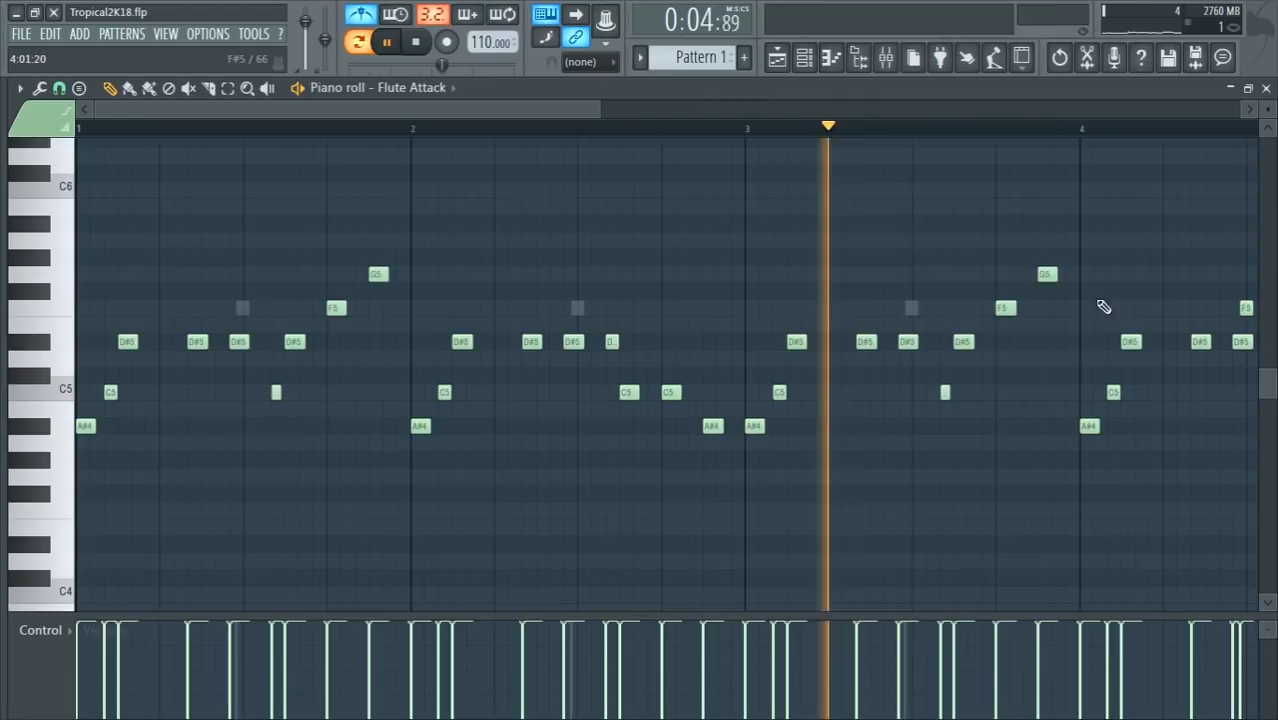 Tropical2K18.flp
FILE EDIT ADD PATTERNS VIEW OPTIONS TOOLS ?
4:01:20 F#5 / 66
3.2.
110.000
(none)
0:04:89
M:S:CS
Pattern 1
4
2760 MB
1
Piano roll - Flute Attack
1 2 3 4
C6
G5 G5
F5 F5 F5
D#5 D#5 D#5 D#5 D#5 D#5 D#5 D.. D#5 D#5 D#5 D#5 D#5 D#5 D#5
C5 C5 C5 C5 C5 C5 C5
A#4 A#4 A#4 A#4 A#4
C4
Control